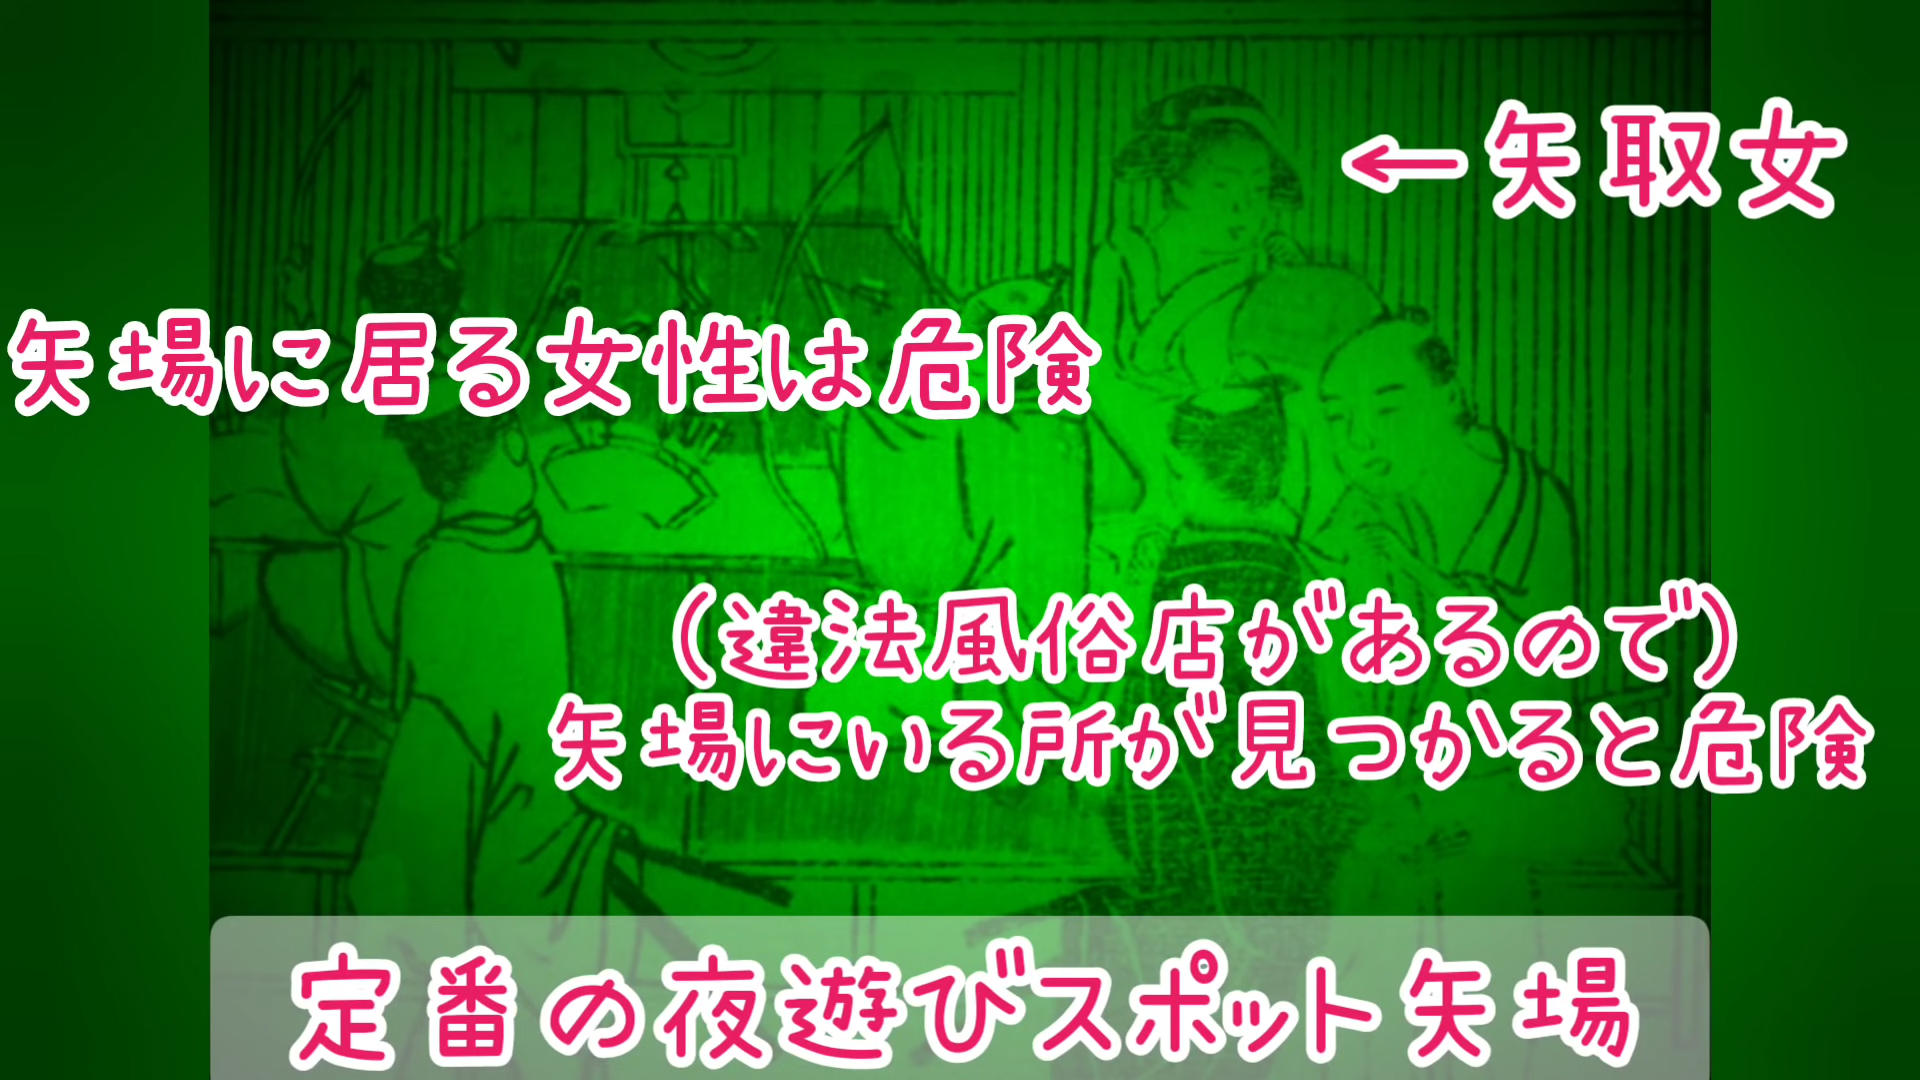 ←矢取女
矢場に居る女性は危険
(違法風俗店があるので)
矢場にいる所が見つかると危険
定番の夜遊びスポット矢場